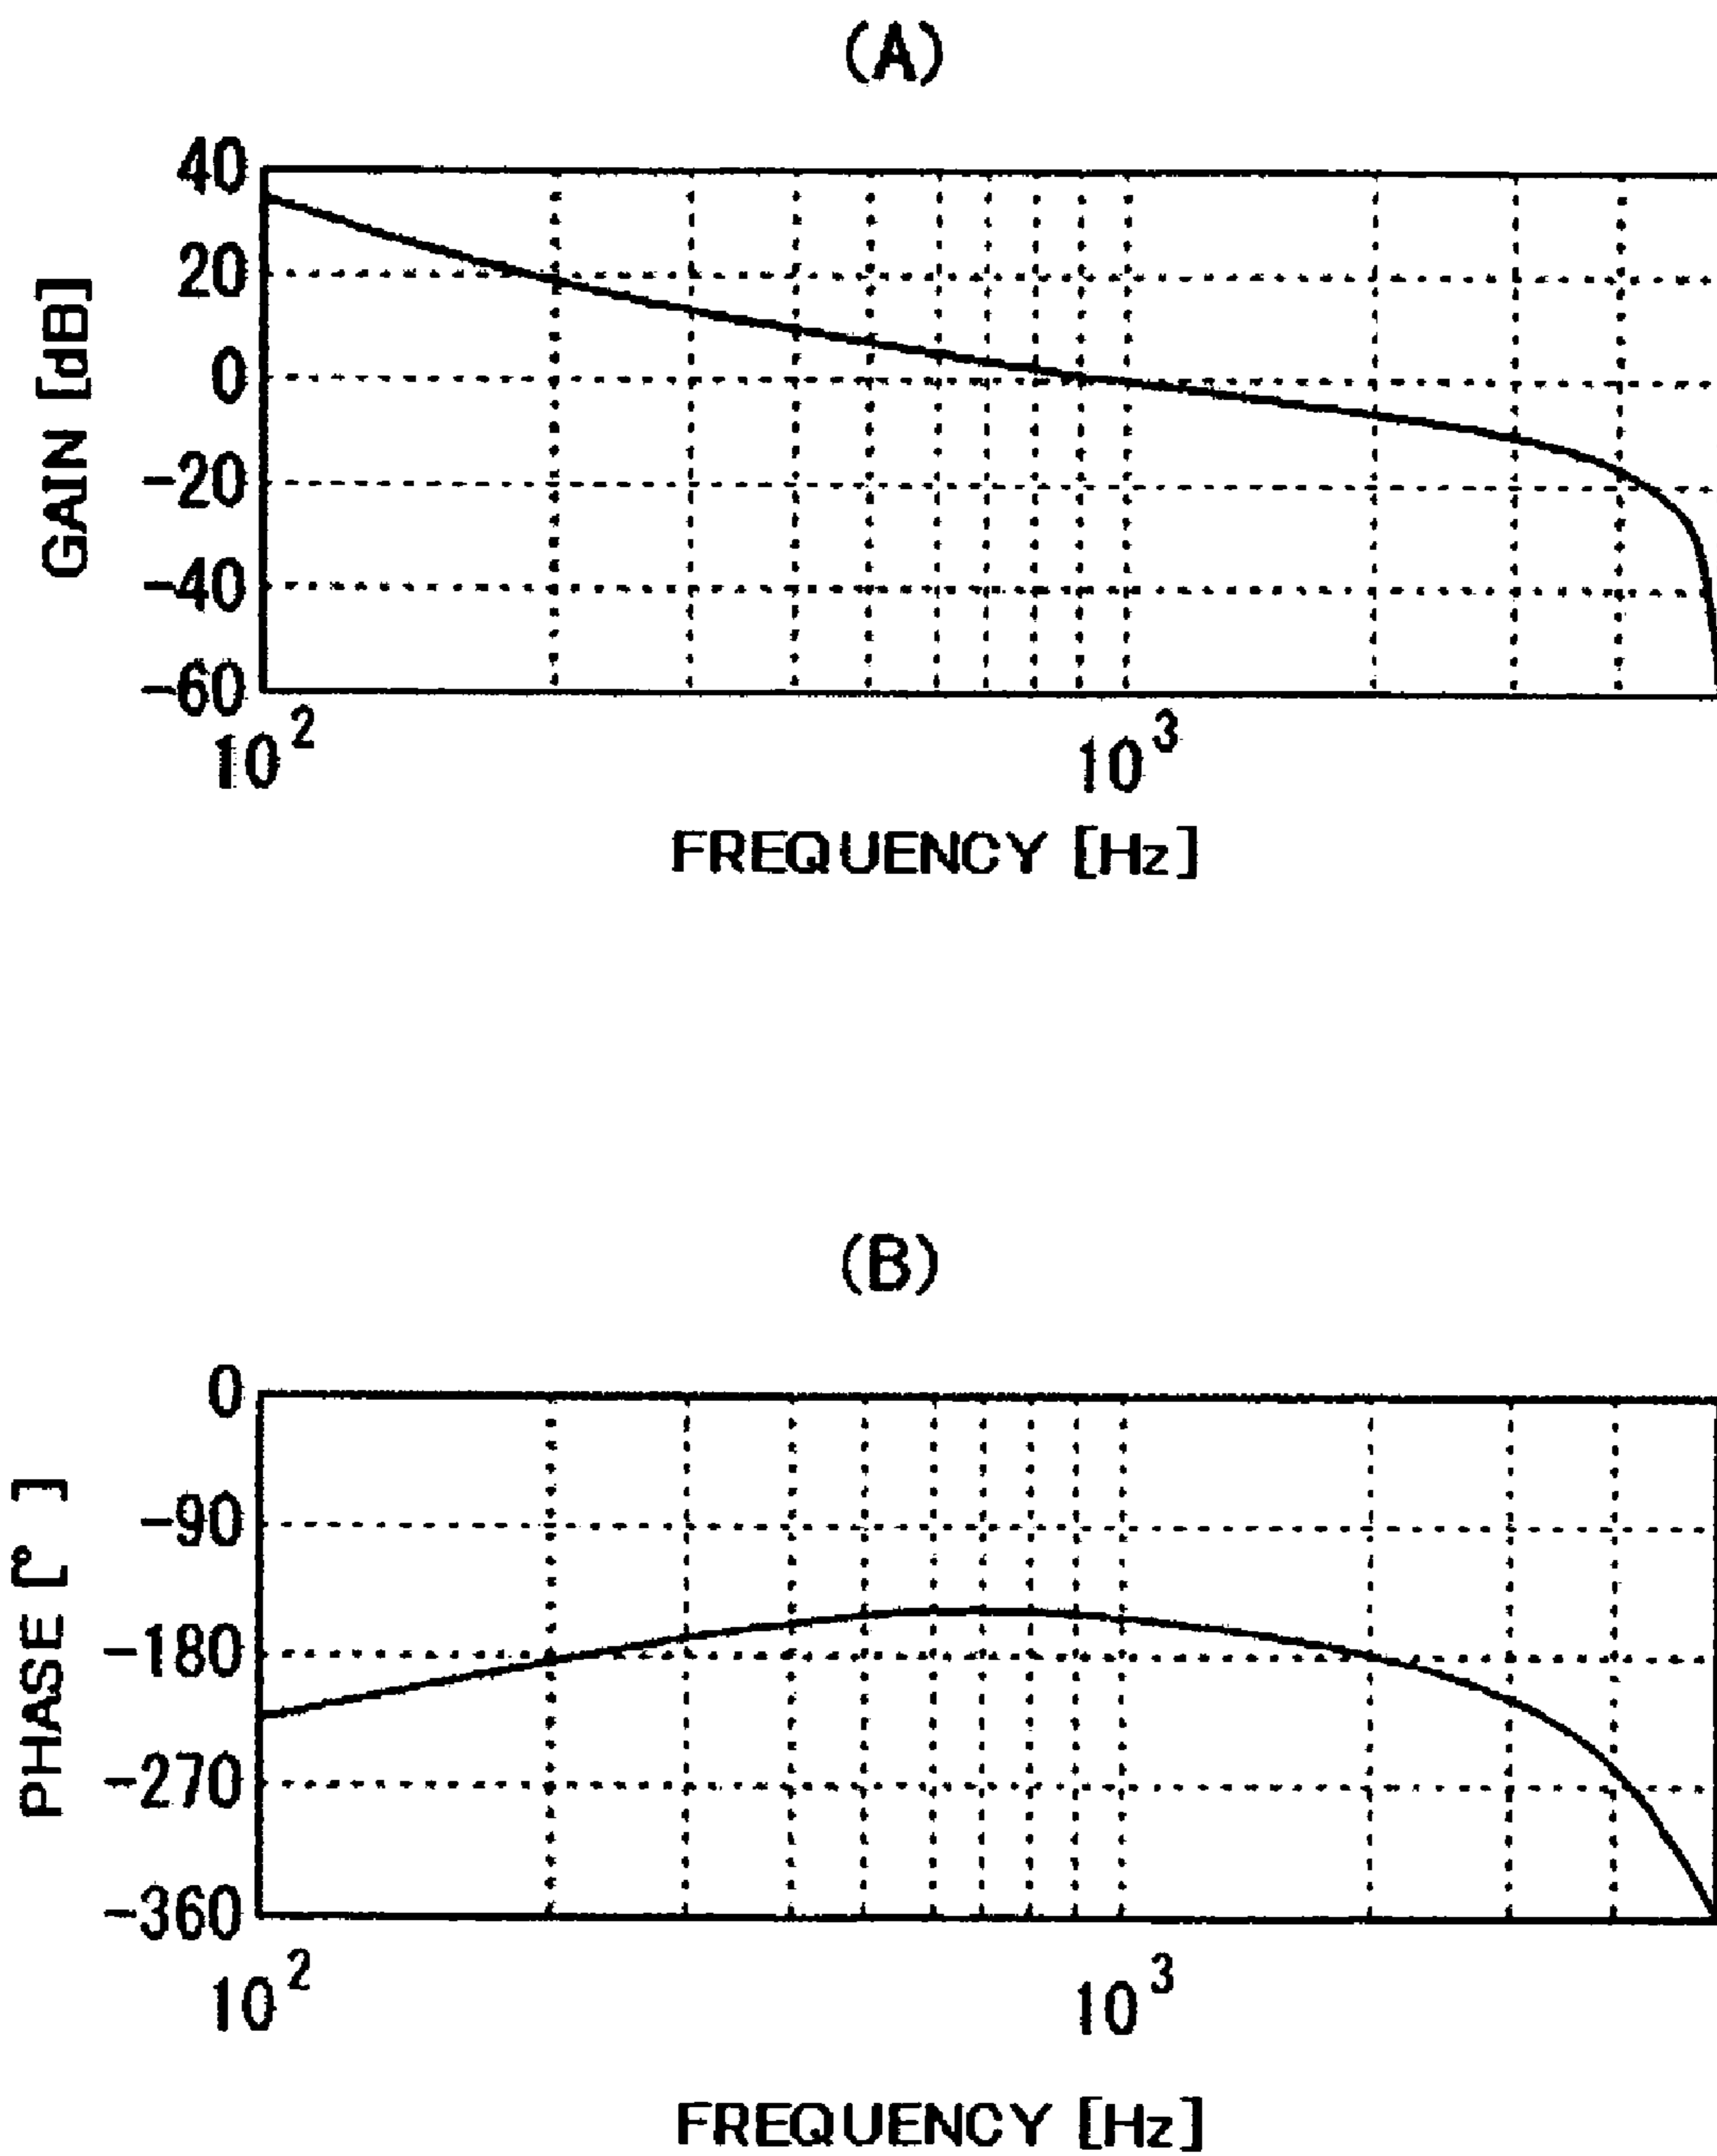 (A)
40
20
0
-20
-40
-60
GAIN [dB]
10²
10³
FREQUENCY [Hz]
(B)
0
-90
-180
-270
-360
PHASE [° ]
10²
10³
FREQUENCY [Hz]